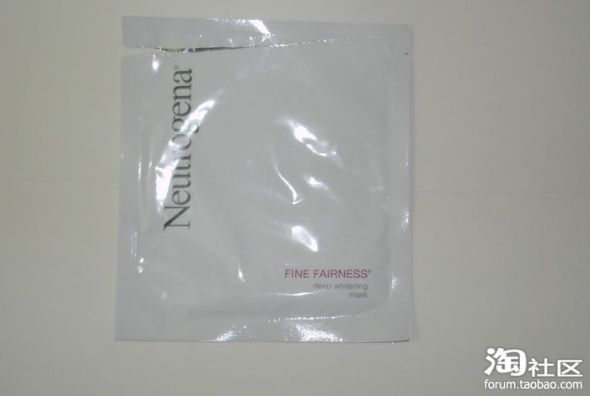 Neutrogena®
FINE FAIRNESS®
deep-whitening
mask
淘社区
forum.taobao.com